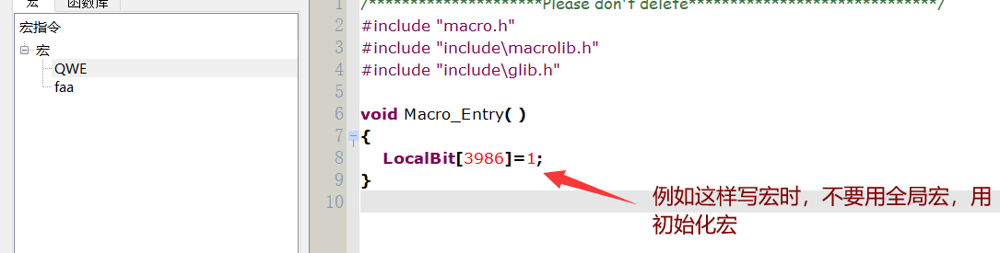 宏 函数库
宏指令
宏
QWE
faa
1 /**********************Please don't delete******************************/
2 #include "macro.h"
3 #include "include\macrolib.h"
4 #include "include\glib.h"
5
6 void Macro_Entry( )
7 {
8 LocalBit[3986]=1;
9 }
10
例如这样写宏时，不要用全局宏，用
初始化宏